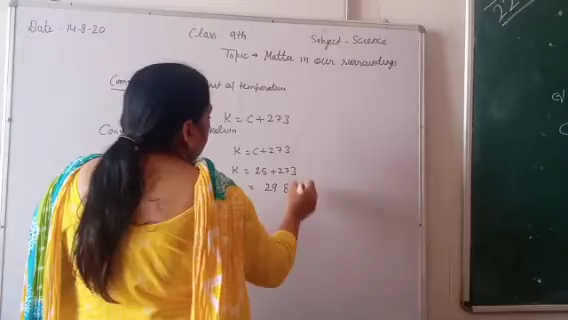 Date - 14-8-20
Class 9th
Subject - Science
Topic → Matter in our surroundings
of temperature
K = C + 273
Kelvin
K = C + 273
K = 25 + 273
= 298